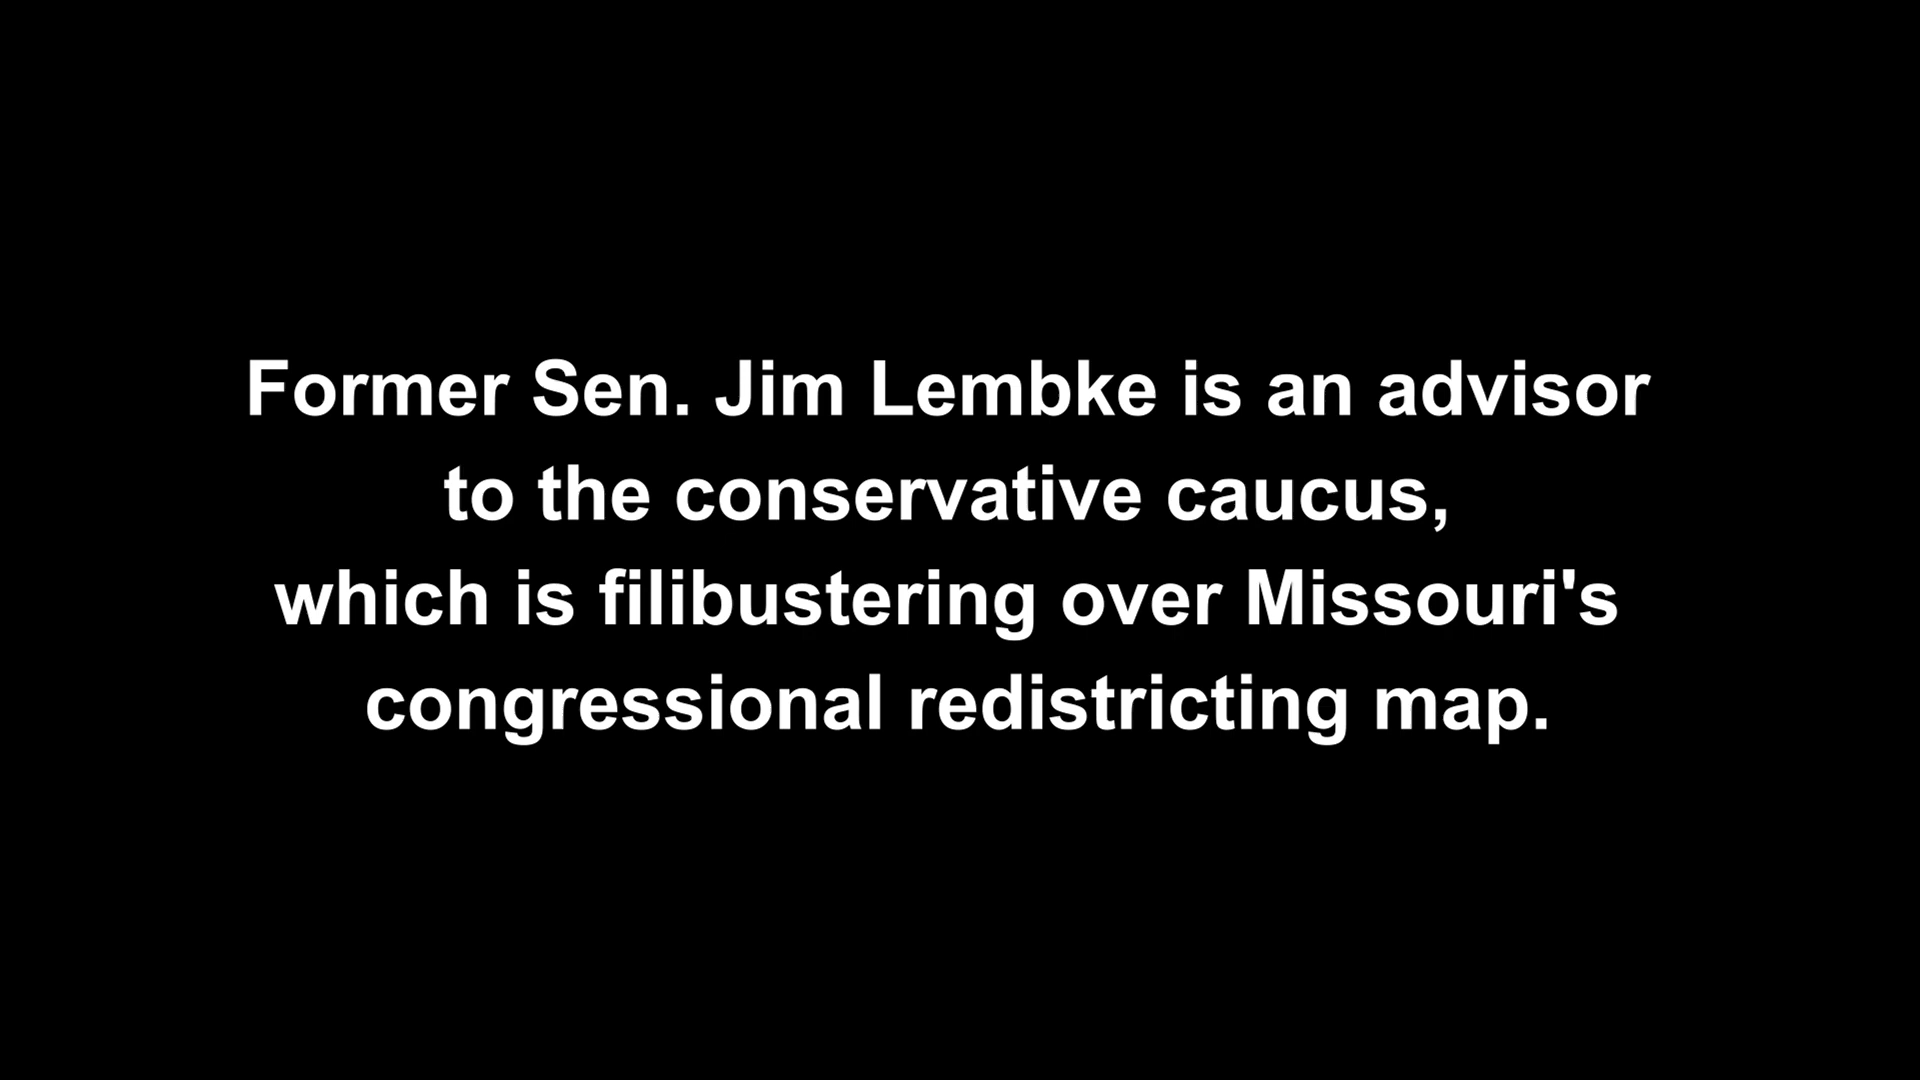 Former Sen. Jim Lembke is an advisor
to the conservative caucus,
which is filibustering over Missouri's
congressional redistricting map.